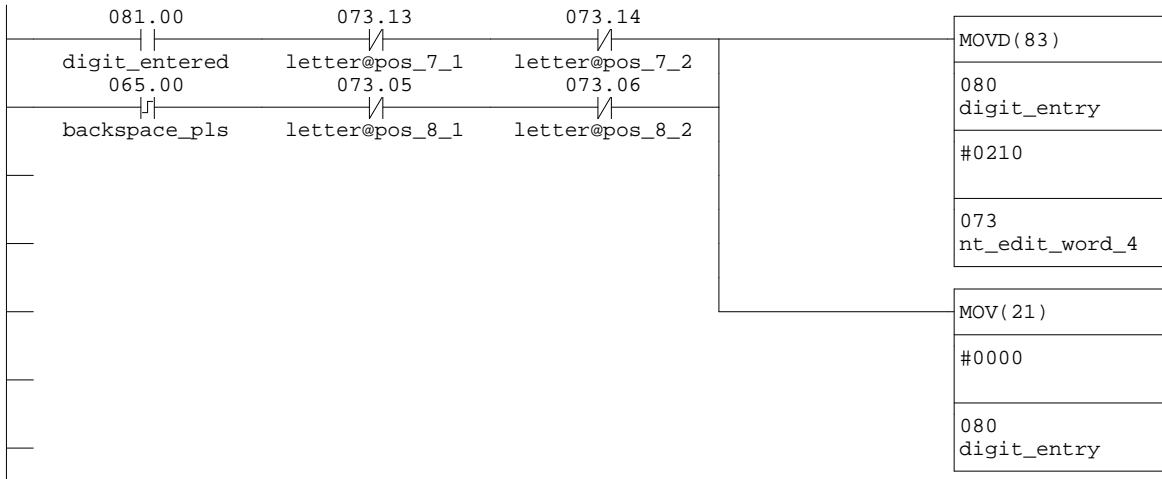 081.00 073.13 073.14
digit_entered letter@pos_7_1 letter@pos_7_2
065.00 073.05 073.06
backspace_pls letter@pos_8_1 letter@pos_8_2
MOVD(83)
080
digit_entry
#0210
073
nt_edit_word_4
MOV(21)
#0000
080
digit_entry